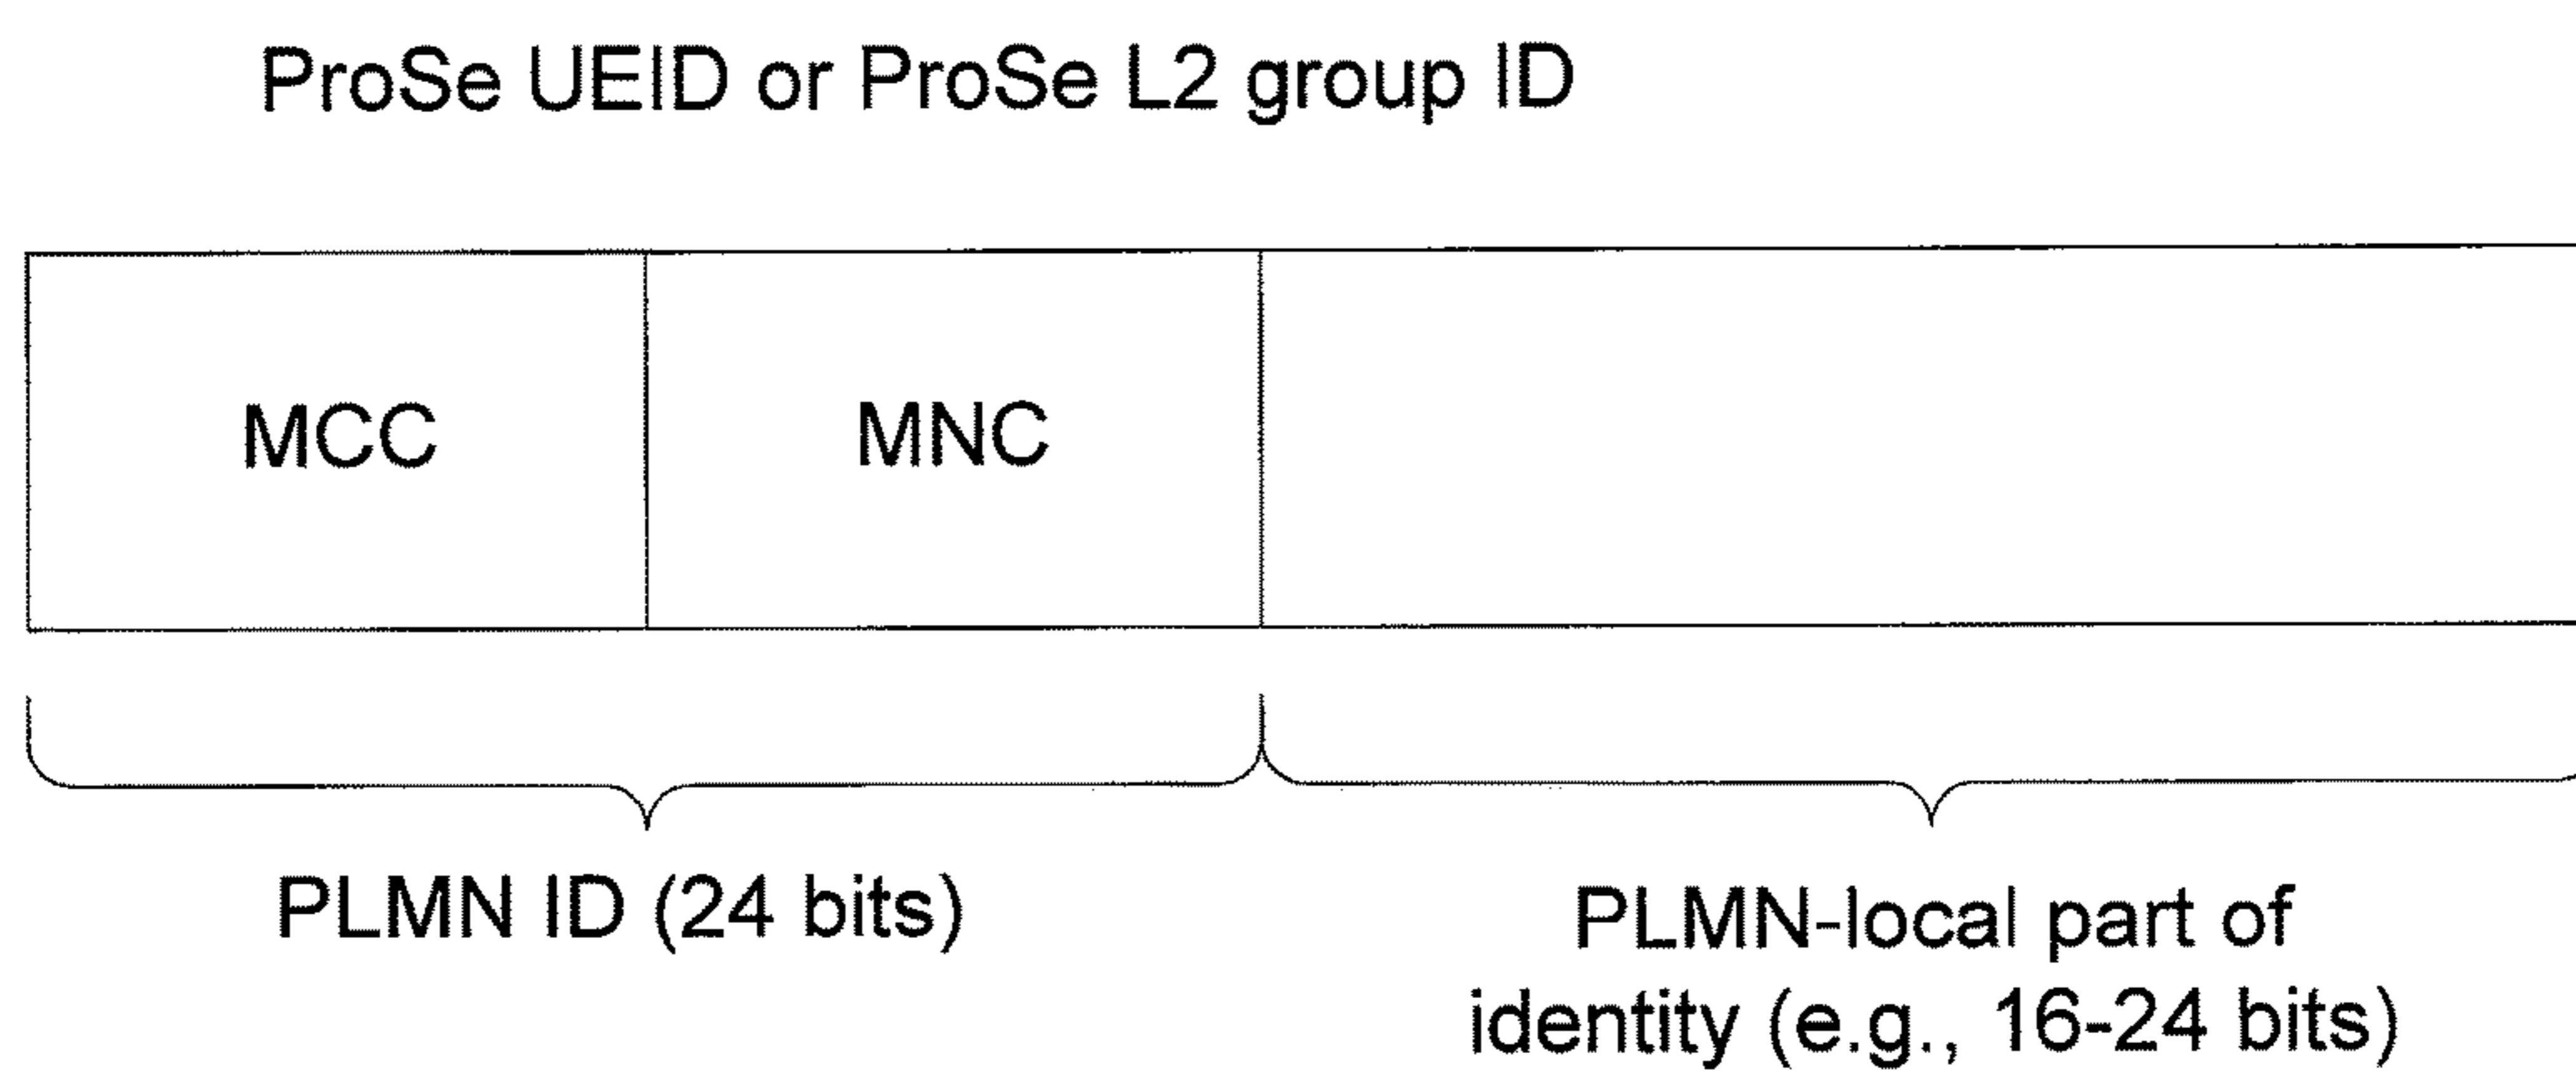 ProSe UEID or ProSe L2 group ID
MCC
MNC
PLMN ID (24 bits)
PLMN-local part of
identity (e.g., 16-24 bits)